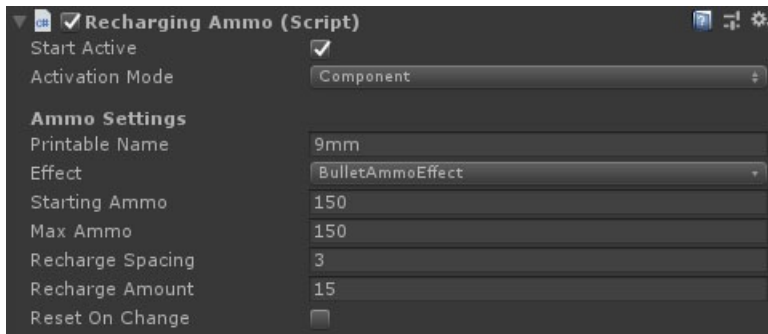 Recharging Ammo (Script)
Start Active
Activation Mode Component
Ammo Settings
Printable Name 9mm
Effect BulletAmmoEffect
Starting Ammo 150
Max Ammo 150
Recharge Spacing 3
Recharge Amount 15
Reset On Change